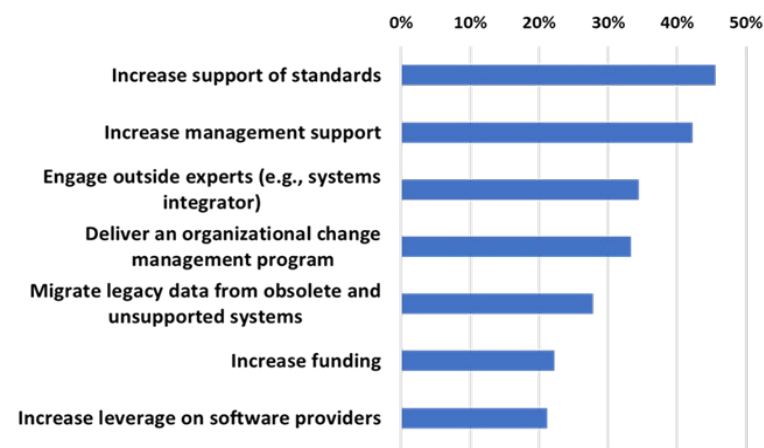 0% 10% 20% 30% 40% 50%
Increase support of standards
Increase management support
Engage outside experts (e.g., systems
integrator)
Deliver an organizational change
management program
Migrate legacy data from obsolete and
unsupported systems
Increase funding
Increase leverage on software providers